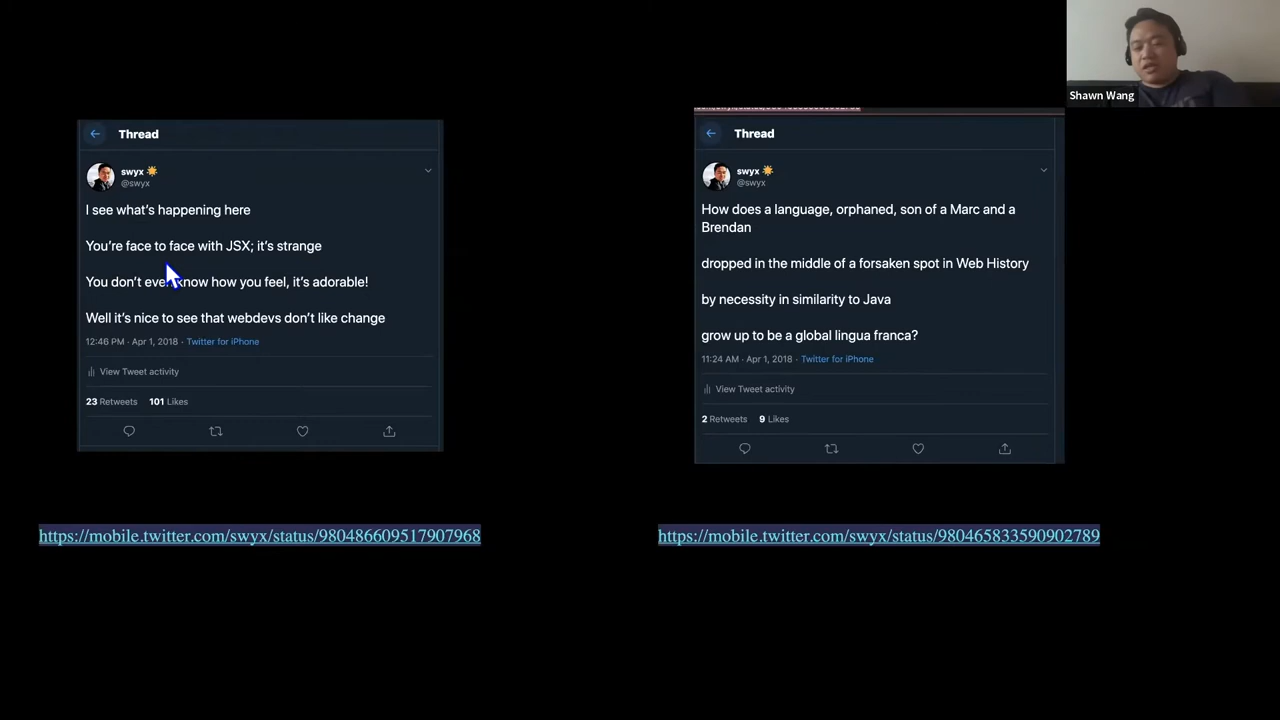 Shawn Wang
Thread
swyx
@swyx
I see what's happening here
You're face to face with JSX; it's strange
You don't even know how you feel, it's adorable!
Well it's nice to see that webdevs don't like change
12:46 PM · Apr 1, 2018 · Twitter for iPhone
View Tweet activity
23 Retweets 101 Likes
https://mobile.twitter.com/swyx/status/980486609517907968
Thread
swyx
@swyx
How does a language, orphaned, son of a Marc and a
Brendan
dropped in the middle of a forsaken spot in Web History
by necessity in similarity to Java
grow up to be a global lingua franca?
11:24 AM · Apr 1, 2018 · Twitter for iPhone
View Tweet activity
2 Retweets 9 Likes
https://mobile.twitter.com/swyx/status/980465833590902789